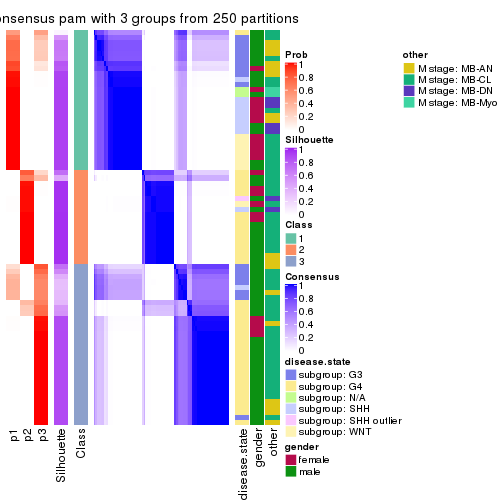 onsensus pam with 3 groups from 250 partitions
Prob
1
0.8
0.6
0.4
0.2
0
Silhouette
1
0.8
0.6
0.4
0.2
0
Class
1
2
3
Consensus
1
0.8
0.6
0.4
0.2
0
disease.state
subgroup: G3
subgroup: G4
subgroup: N/A
subgroup: SHH
subgroup: SHH outlier
subgroup: WNT
gender
female
male
other
M stage: MB-AN
M stage: MB-CL
M stage: MB-DN
M stage: MB-Myo
p1
p2
p3
Silhouette
Class
disease.state
gender
other